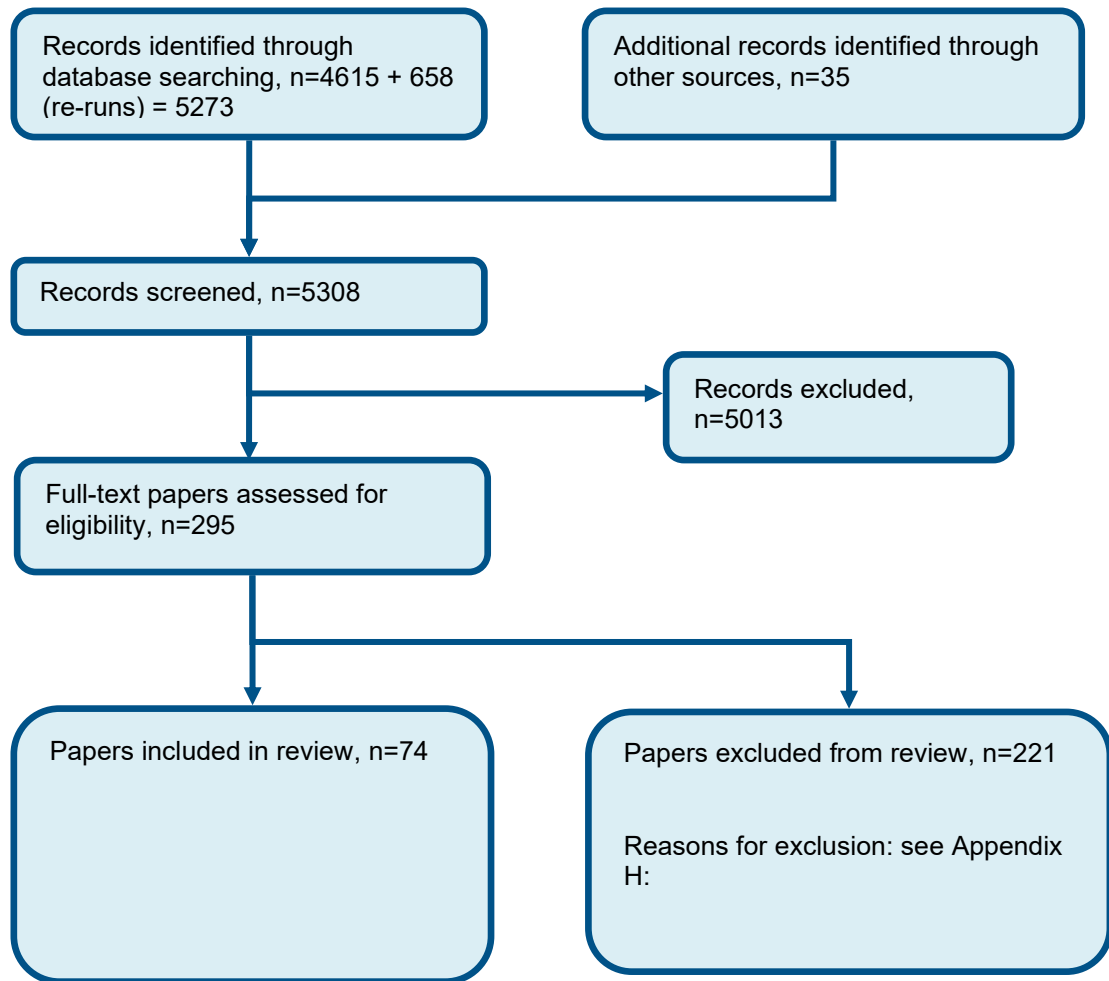 Records identified through
database searching, n=4615 + 658
(re-runs) = 5273
Additional records identified through
other sources, n=35
Records screened, n=5308
Records excluded,
n=5013
Full-text papers assessed for
eligibility, n=295
Papers included in review, n=74
Papers excluded from review, n=221
Reasons for exclusion: see Appendix
H: